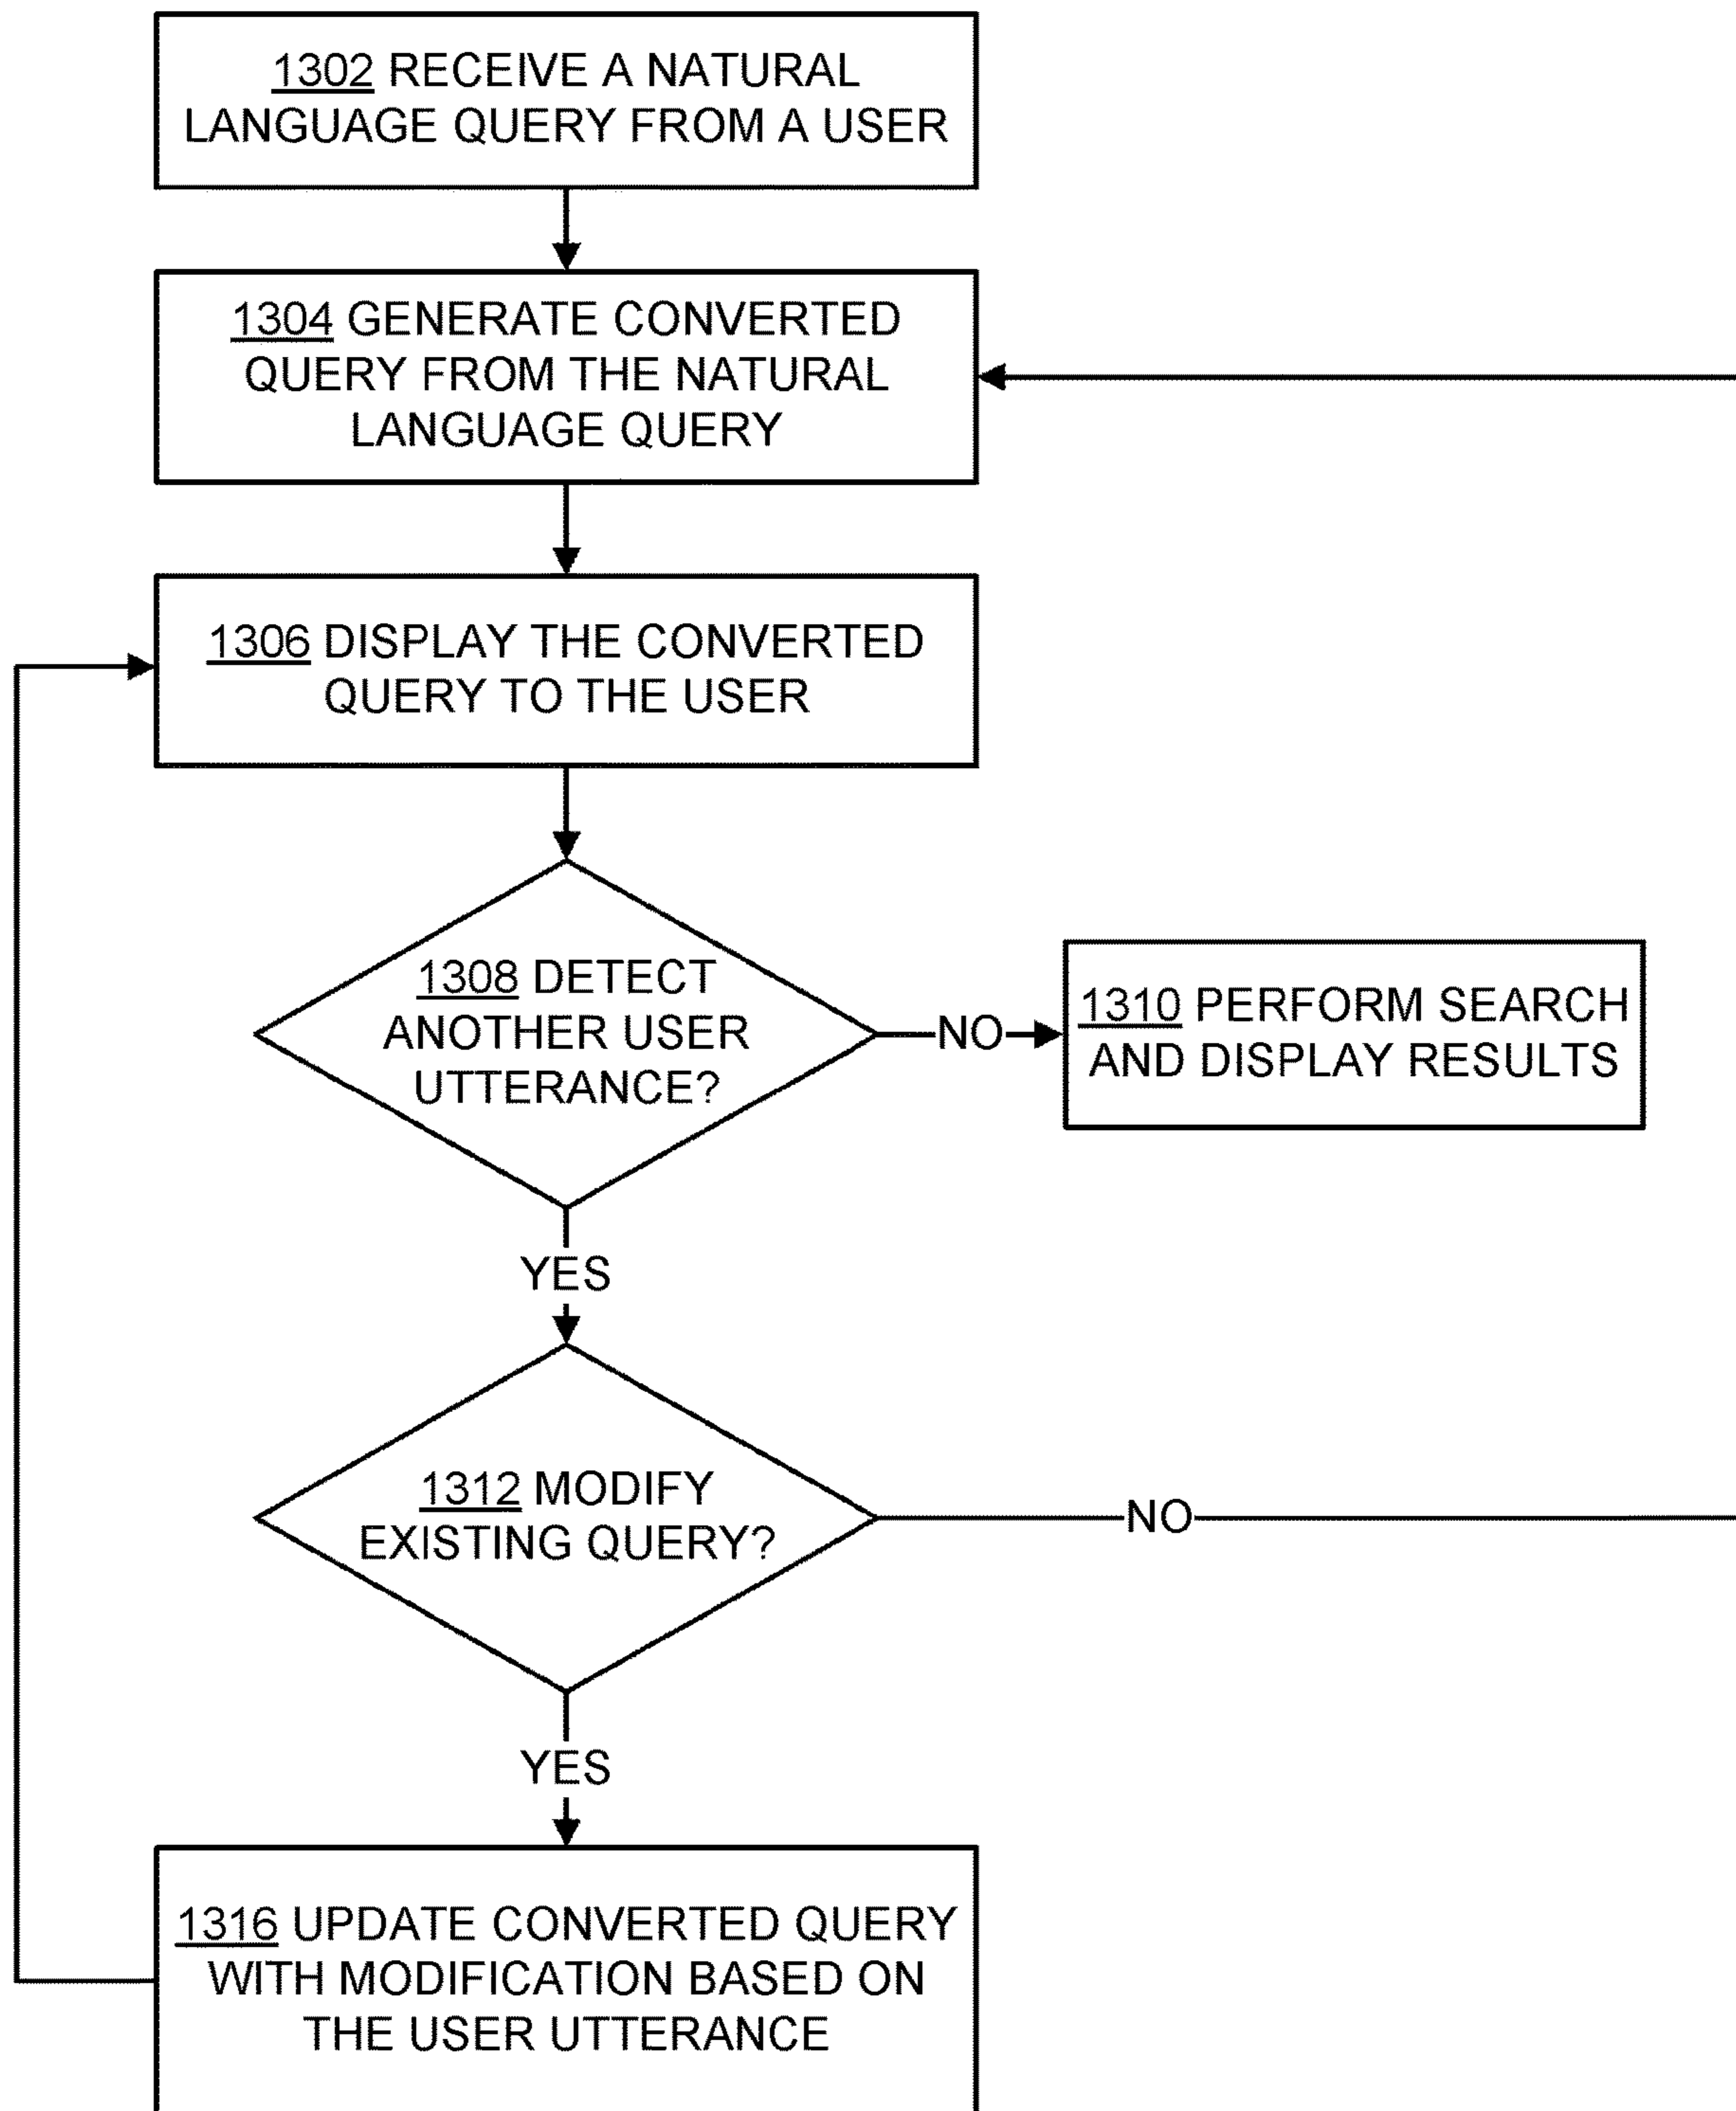 1302 RECEIVE A NATURAL
LANGUAGE QUERY FROM A USER
1304 GENERATE CONVERTED
QUERY FROM THE NATURAL
LANGUAGE QUERY
1306 DISPLAY THE CONVERTED
QUERY TO THE USER
1308 DETECT
ANOTHER USER
UTTERANCE?
NO
1310 PERFORM SEARCH
AND DISPLAY RESULTS
YES
1312 MODIFY
EXISTING QUERY?
NO
YES
1316 UPDATE CONVERTED QUERY
WITH MODIFICATION BASED ON
THE USER UTTERANCE